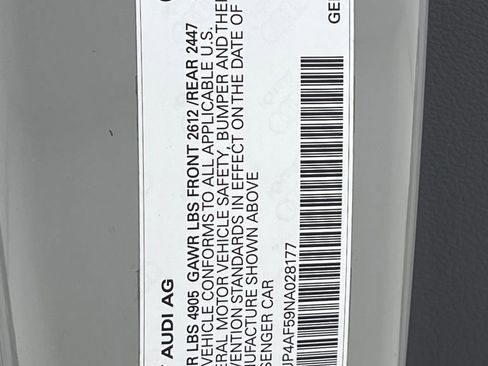 AUDI AG
R LBS 4905 GAWR LBS FRONT 2612 /REAR 2447
VEHICLE CONFORMS TO ALL APPLICABLE U.S.
ERAL MOTOR VEHICLE SAFETY, BUMPER AND THE
VENTION STANDARDS IN EFFECT ON THE DATE OF
UFACTURE SHOWN ABOVE
SENGER CAR
UP4AF59NA028177
GE